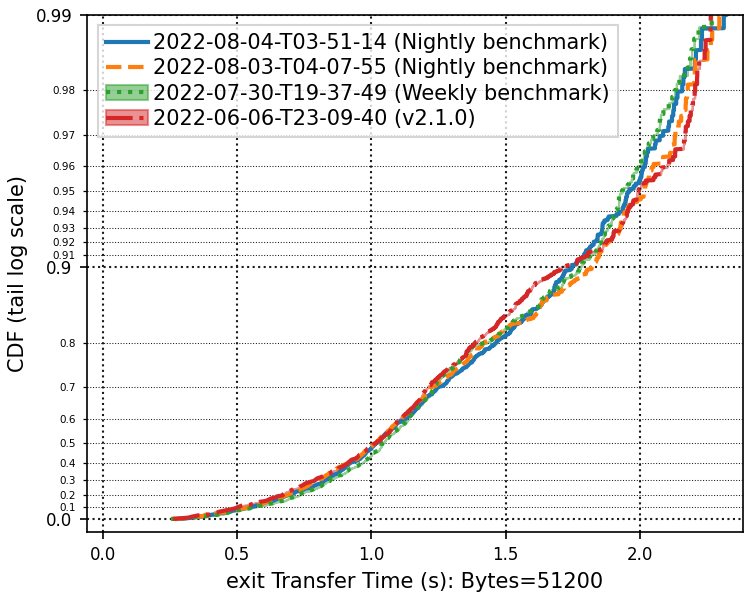 0.99
2022-08-04-T03-51-14 (Nightly benchmark)
2022-08-03-T04-07-55 (Nightly benchmark)
2022-07-30-T19-37-49 (Weekly benchmark)
2022-06-06-T23-09-40 (v2.1.0)
0.98
0.97
0.96
0.95
0.94
0.93
0.92
0.91
0.9
0.8
0.7
0.6
0.5
0.4
0.3
0.2
0.1
0.0
CDF (tail log scale)
0.0 0.5 1.0 1.5 2.0
exit Transfer Time (s): Bytes=51200